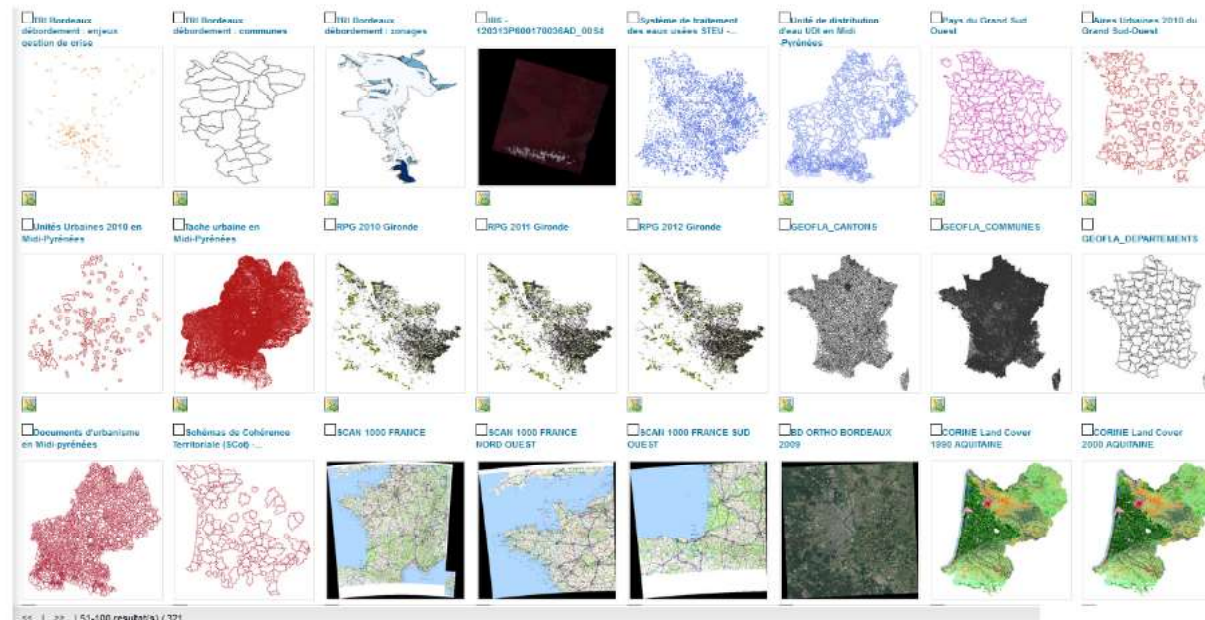 TRI Bordeaux
débordement : enjeux
gestion de crise
TRI Bordeaux
débordement : communes
TRI Bordeaux
débordement : zonages
Système de traitement
des eaux usées STEU -...
Unité de distribution
d'eau UDI en Midi
-Pyrénées
Pays du Grand Sud
Ouest
Aires Urbaines 2010 du
Grand Sud-Ouest
Unités Urbaines 2010 en
Midi-Pyrénées
Tache urbaine en
Midi-Pyrénées
RPG 2010 Gironde
RPG 2011 Gironde
RPG 2012 Gironde
GEOFLA_CANTONS
GEOFLA_COMMUNES
GEOFLA_DEPARTEMENTS
Documents d'urbanisme
en Midi-pyrénées
Schémas de Cohérence
Territoriale (SCot) -...
SCAN 1000 FRANCE
SCAN 1000 FRANCE
NORD OUEST
SCAN 1000 FRANCE SUD
OUEST
BD ORTHO BORDEAUX
2009
CORINE Land Cover
1990 AQUITAINE
CORINE Land Cover
2000 AQUITAINE
<< | >> | 51-100 resultat(s) / 321